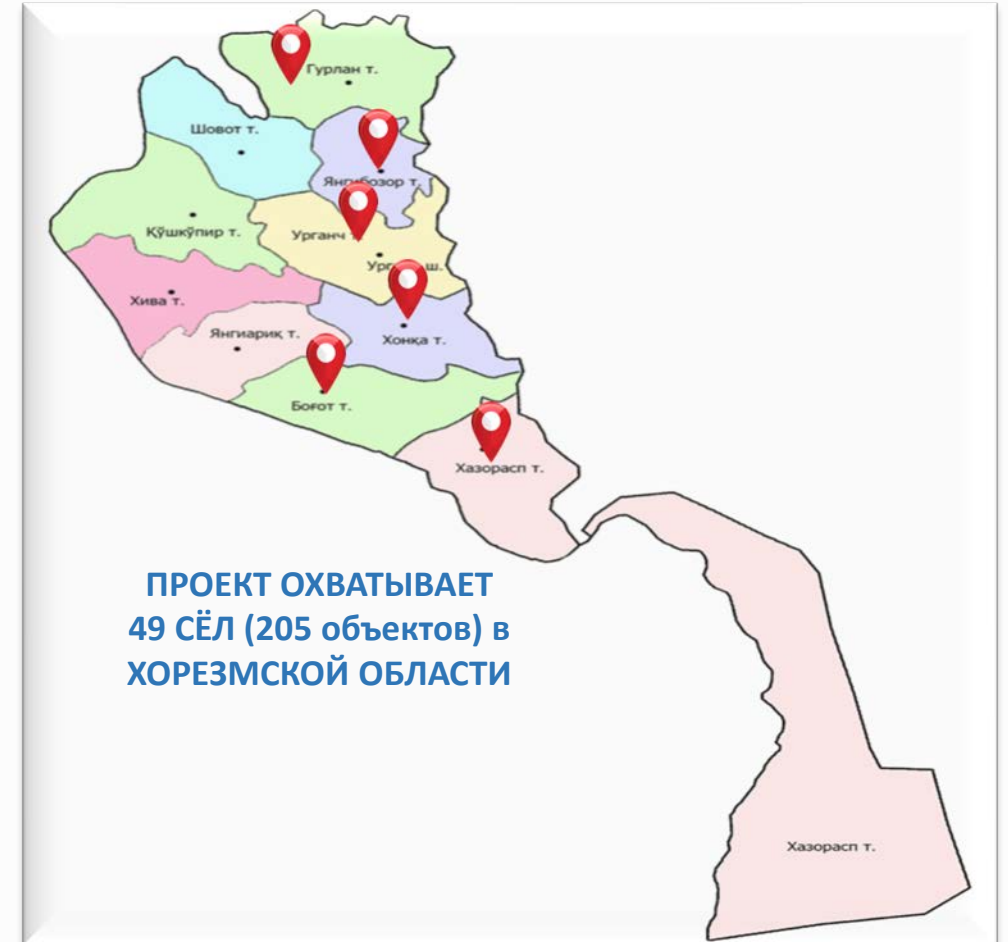 Гурлан т.
Шовот т.
Янгибозор т.
Қўшкўпир т.
Урганч
ш.
Хива т.
Янгиариқ т.
Хонқа т.
Боғот т.
Хазорасп т.
ПРОЕКТ ОХВАТЫВАЕТ
49 СЁЛ (205 объектов) в
ХОРЕЗМСКОЙ ОБЛАСТИ
Хазорасп т.